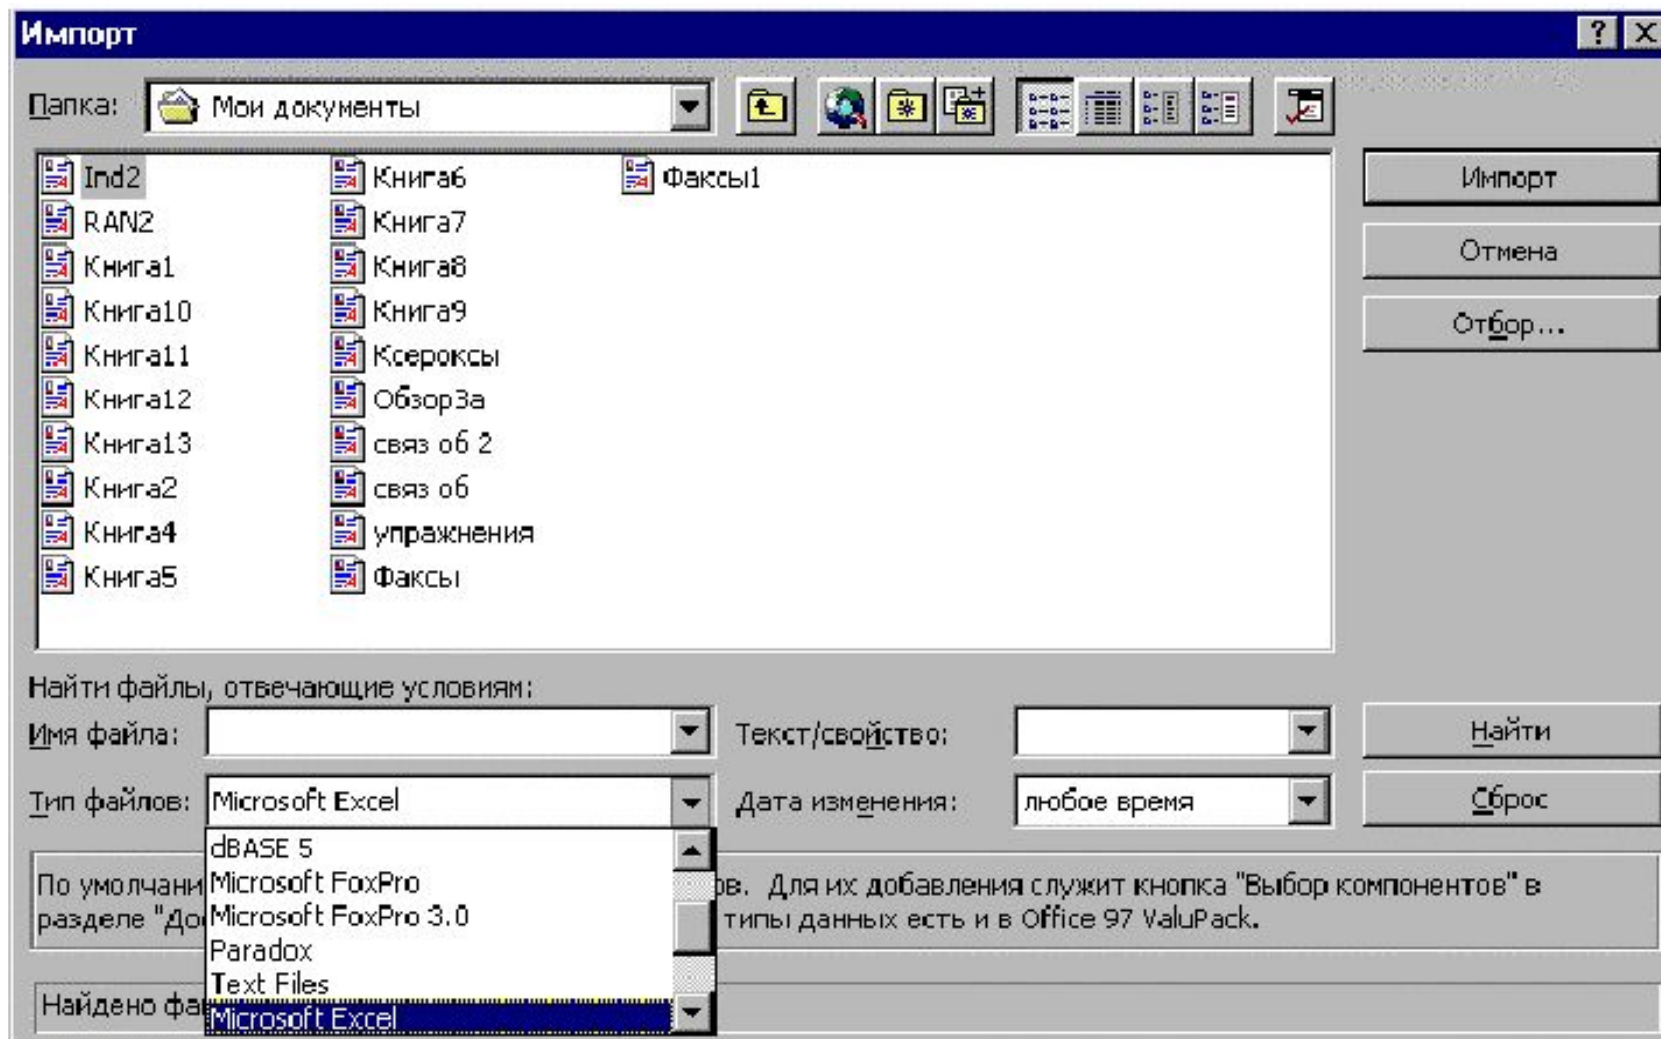 Импорт
Папка: Мои документы
Ind2
RAN2
Книга1
Книга10
Книга11
Книга12
Книга13
Книга2
Книга4
Книга5
Книга6
Книга7
Книга8
Книга9
Ксероксы
Обзор3а
связ об 2
связ об
упражнения
Факсы
Факсы1
Импорт
Отмена
Отбор...
Найти файлы, отвечающие условиям:
Имя файла:
Текст/свойство:
Найти
Тип файлов: Microsoft Excel
Дата изменения: любое время
Сброс
dBASE 5
Microsoft FoxPro
Microsoft FoxPro 3.0
Paradox
Text Files
Microsoft Excel
По умолчани ов. Для их добавления служит кнопка "Выбор компонентов" в
разделе "До типы данных есть и в Office 97 ValuPack.
Найдено фа